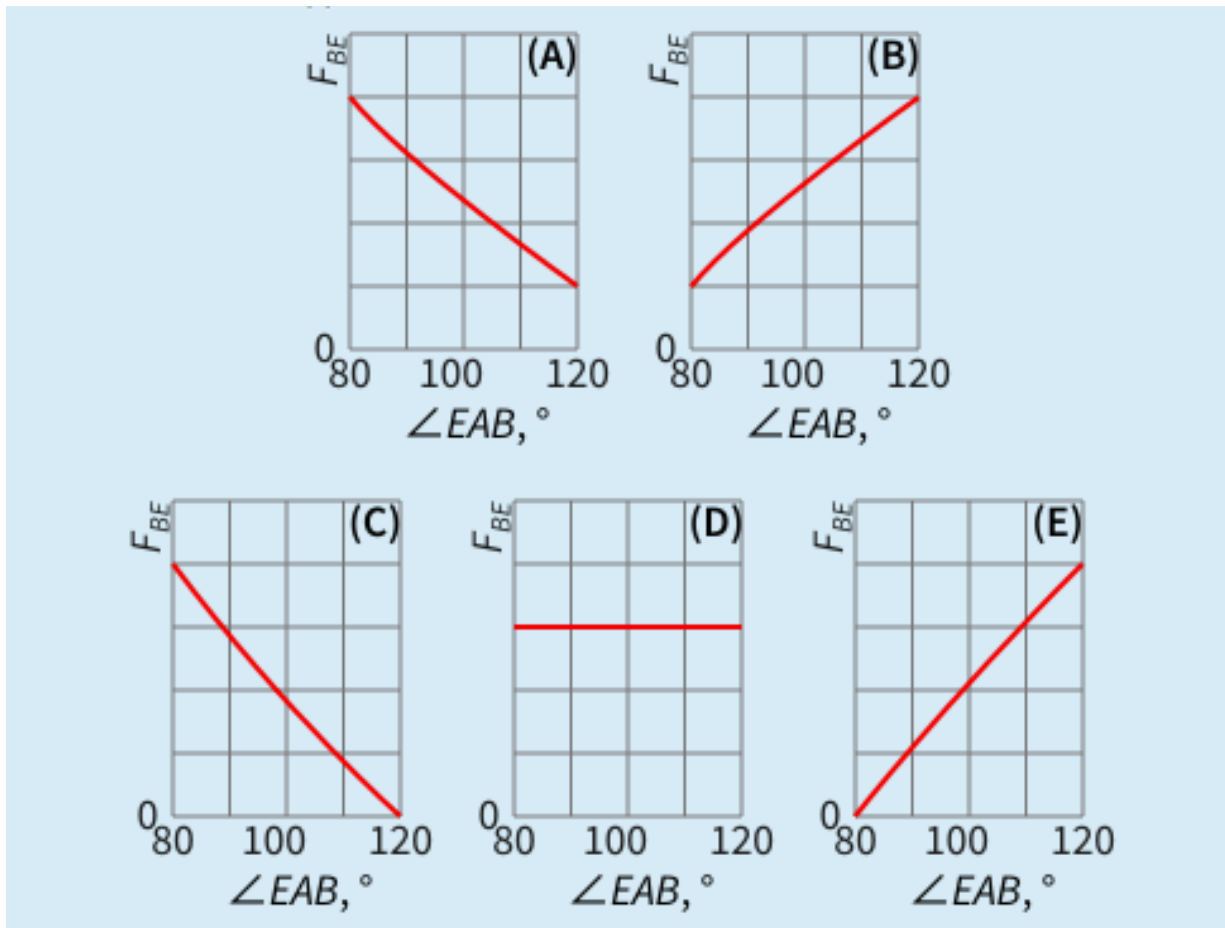 F_BE (A) F_BE (B)
0 0
80 100 120 80 100 120
∠EAB, ° ∠EAB, °
F_BE (C) F_BE (D) F_BE (E)
0 0 0
80 100 120 80 100 120 80 100 120
∠EAB, ° ∠EAB, ° ∠EAB, °